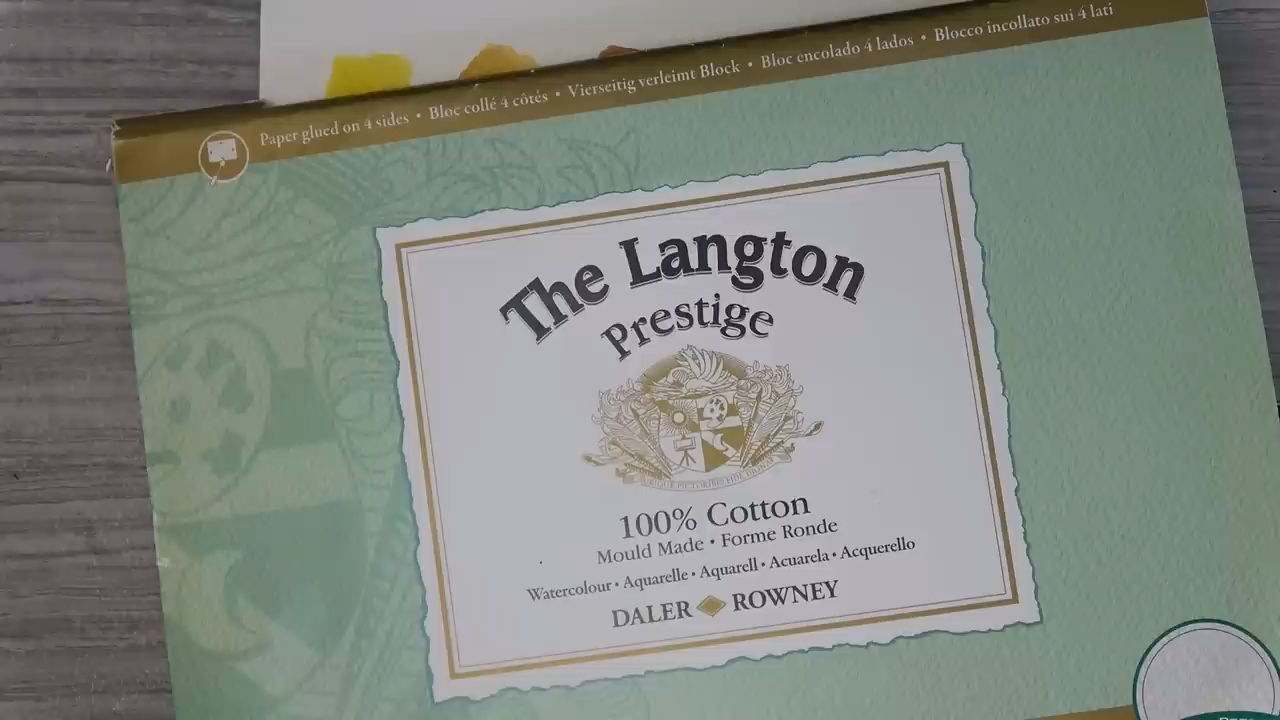 Paper glued on 4 sides • Bloc collé 4 côtés • Vierseitig verleimt Block • Bloc encolado 4 lados • Blocco incollato sui 4 lati
The Langton
Prestige
100% Cotton
Mould Made • Forme Ronde
Watercolour • Aquarelle • Aquarell • Acuarela • Acquerello
DALER ROWNEY